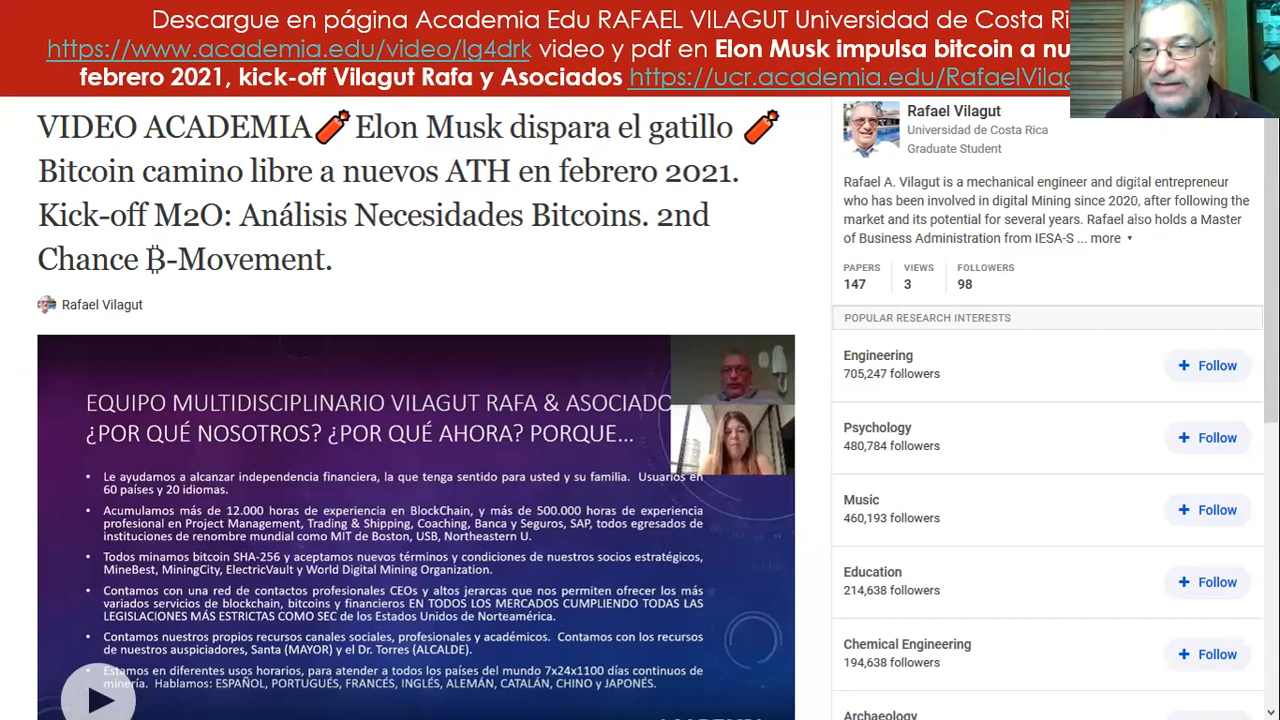 Descargue en página Academia Edu RAFAEL VILAGUT Universidad de Costa Ri
https://www.academia.edu/video/lg4drk video y pdf en Elon Musk impulsa bitcoin a nu
febrero 2021, kick-off Vilagut Rafa y Asociados https://ucr.academia.edu/RafaelVilag
VIDEO ACADEMIA🧨Elon Musk dispara el gatillo 🧨
Bitcoin camino libre a nuevos ATH en febrero 2021.
Kick-off M2O: Análisis Necesidades Bitcoins. 2nd
Chance ₿-Movement.
Rafael Vilagut
EQUIPO MULTIDISCIPLINARIO VILAGUT RAFA & ASOCIADO
¿POR QUÉ NOSOTROS? ¿POR QUÉ AHORA? PORQUE...
• Le ayudamos a alcanzar independencia financiera, la que tenga sentido para usted y su familia. Usuarios en
60 países y 20 idiomas.
• Acumulamos más de 12.000 horas de experiencia en BlockChain, y más de 500.000 horas de experiencia
profesional en Project Management, Trading & Shipping, Coaching, Banca y Seguros, SAP, todos egresados de
instituciones de renombre mundial como MIT de Boston, USB, Northeastern U.
• Todos minamos bitcoin SHA-256 y aceptamos nuevos términos y condiciones de nuestros socios estratégicos,
MineBest, MiningCity, ElectricVault y World Digital Mining Organization.
• Contamos con una red de contactos profesionales CEOs y altos jerarcas que nos permiten ofrecer los más
variados servicios de blockchain, bitcoins y financieros EN TODOS LOS MERCADOS CUMPLIENDO TODAS LAS
LEGISLACIONES MÁS ESTRICTAS COMO SEC de los Estados Unidos de Norteamérica.
• Contamos nuestros propios recursos canales sociales, profesionales y académicos. Contamos con los recursos
de nuestros auspiciadores, Santa (MAYOR) y el Dr. Torres (ALCALDE).
• Estamos en diferentes usos horarios, para atender a todos los países del mundo 7x24x1100 días continuos de
minería. Hablamos: ESPAÑOL, PORTUGUÉS, FRANCÉS, INGLÉS, ALEMÁN, CATALÁN, CHINO y JAPONÉS.
Rafael Vilagut
Universidad de Costa Rica
Graduate Student
Rafael A. Vilagut is a mechanical engineer and digital entrepreneur
who has been involved in digital Mining since 2020, after following the
market and its potential for several years. Rafael also holds a Master
of Business Administration from IESA-S ... more ▾
PAPERS VIEWS FOLLOWERS
147 3 98
POPULAR RESEARCH INTERESTS
Engineering
705,247 followers
+ Follow
Psychology
480,784 followers
+ Follow
Music
460,193 followers
+ Follow
Education
214,638 followers
+ Follow
Chemical Engineering
194,638 followers
+ Follow
Archaeology